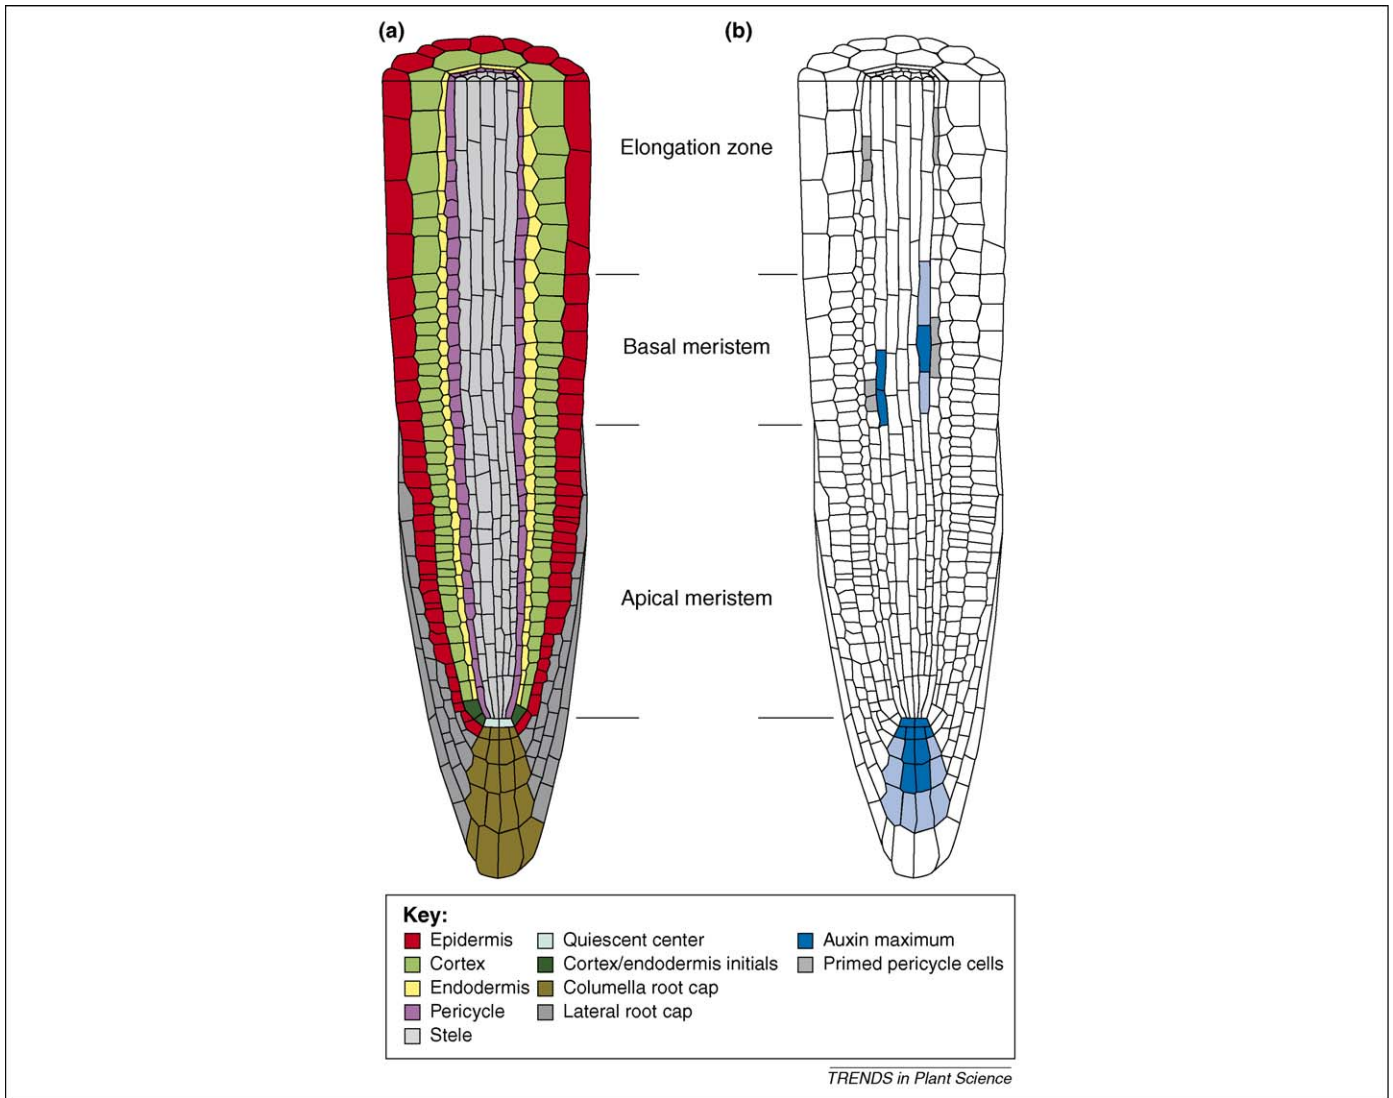 (a)
(b)
Elongation zone
Basal meristem
Apical meristem
Key:
Epidermis
Cortex
Endodermis
Pericycle
Stele
Quiescent center
Cortex/endodermis initials
Columella root cap
Lateral root cap
Auxin maximum
Primed pericycle cells
TRENDS in Plant Science